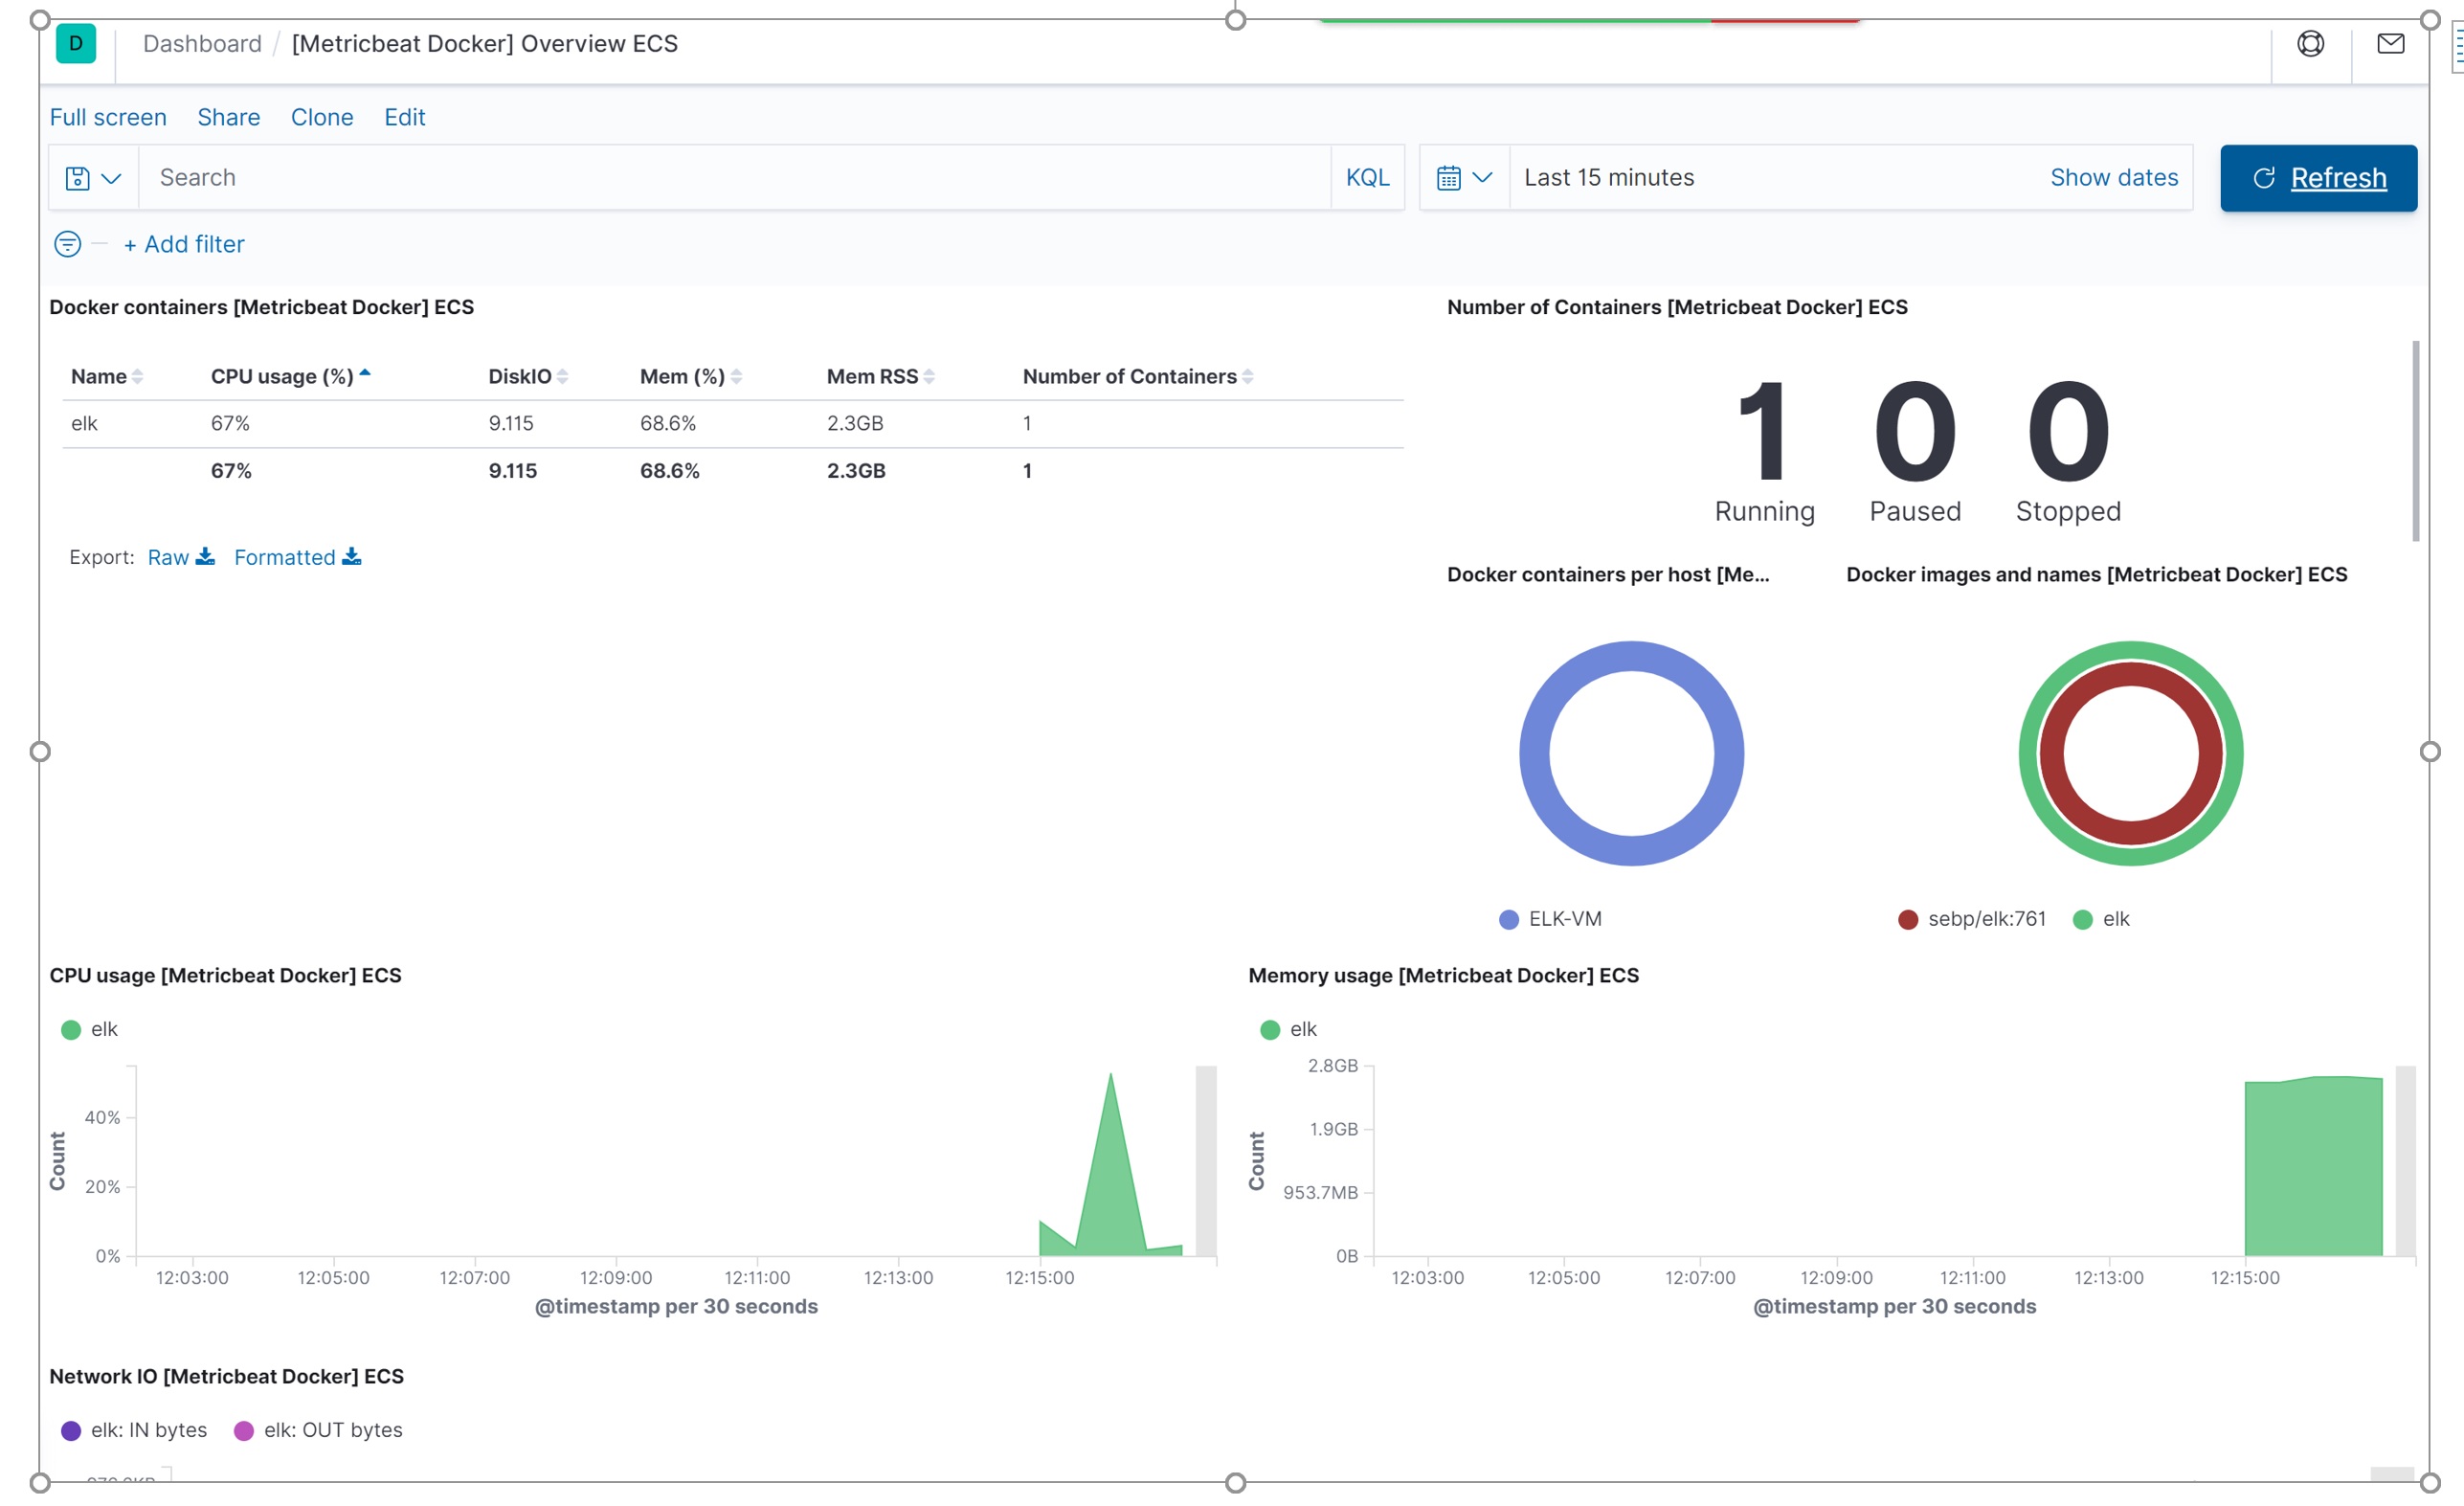 D Dashboard / [Metricbeat Docker] Overview ECS
Full screen Share Clone Edit
Search KQL Last 15 minutes Show dates Refresh
+ Add filter
Docker containers [Metricbeat Docker] ECS
Name CPU usage (%) DiskIO Mem (%) Mem RSS Number of Containers
elk 67% 9.115 68.6% 2.3GB 1
67% 9.115 68.6% 2.3GB 1
Export: Raw Formatted
Number of Containers [Metricbeat Docker] ECS
1 0 0
Running Paused Stopped
Docker containers per host [Me...
ELK-VM
Docker images and names [Metricbeat Docker] ECS
sebp/elk:761 elk
CPU usage [Metricbeat Docker] ECS
elk
Count
40%
20%
0%
12:03:00 12:05:00 12:07:00 12:09:00 12:11:00 12:13:00 12:15:00
@timestamp per 30 seconds
Memory usage [Metricbeat Docker] ECS
elk
Count
2.8GB
1.9GB
953.7MB
0B
12:03:00 12:05:00 12:07:00 12:09:00 12:11:00 12:13:00 12:15:00
@timestamp per 30 seconds
Network IO [Metricbeat Docker] ECS
elk: IN bytes elk: OUT bytes